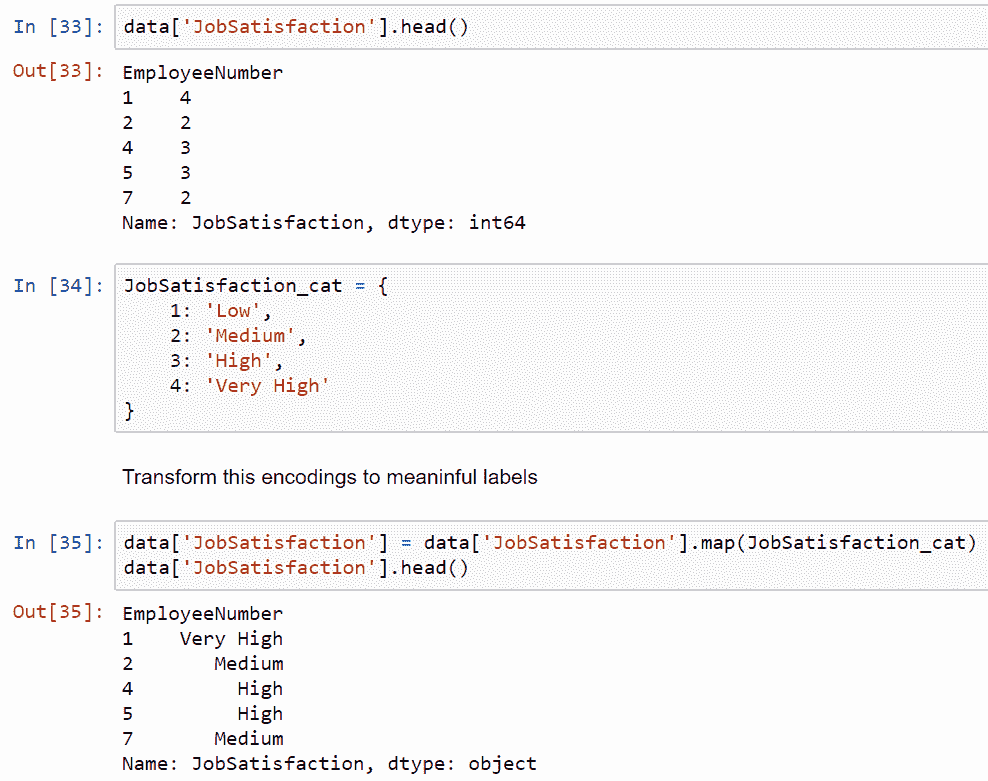 In [33]: data['JobSatisfaction'].head()
Out[33]: EmployeeNumber
1    4
2    2
4    3
5    3
7    2
Name: JobSatisfaction, dtype: int64
In [34]: JobSatisfaction_cat = {
    1: 'Low',
    2: 'Medium',
    3: 'High',
    4: 'Very High'
}
Transform this encodings to meaninful labels
In [35]: data['JobSatisfaction'] = data['JobSatisfaction'].map(JobSatisfaction_cat)
data['JobSatisfaction'].head()
Out[35]: EmployeeNumber
1    Very High
2       Medium
4         High
5         High
7       Medium
Name: JobSatisfaction, dtype: object